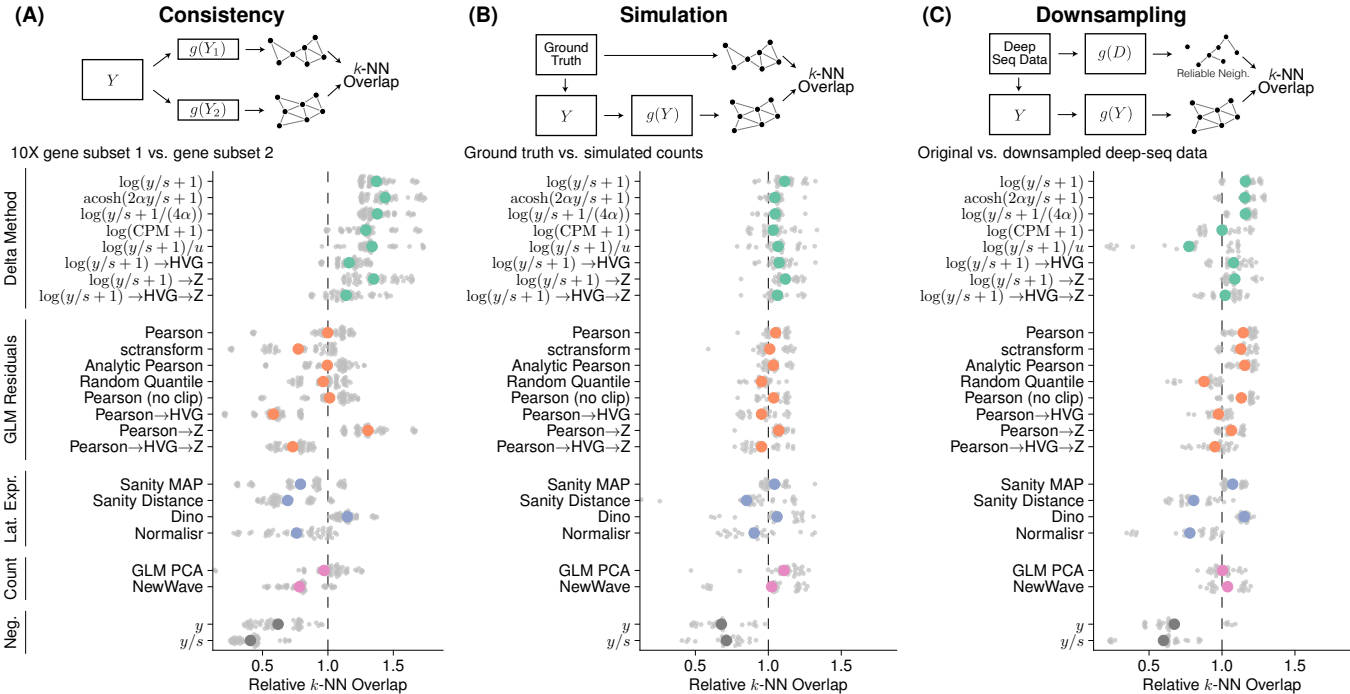 (A) Consistency
Y
g(Y₁)
g(Y₂)
k-NN
Overlap
10X gene subset 1 vs. gene subset 2
Delta Method
log(y/s + 1)
acosh(2αy/s + 1)
log(y/s + 1/(4α))
log(CPM + 1)
log(y/s + 1)/u
log(y/s + 1) →HVG
log(y/s + 1) →Z
log(y/s + 1) →HVG→Z
GLM Residuals
Pearson
sctransform
Analytic Pearson
Random Quantile
Pearson (no clip)
Pearson→HVG
Pearson→Z
Pearson→HVG→Z
Lat. Expr.
Sanity MAP
Sanity Distance
Dino
Normalisr
Count
GLM PCA
NewWave
Neg.
y
y/s
0.5 1.0 1.5
Relative k-NN Overlap
(B) Simulation
Ground
Truth
Y
g(Y)
k-NN
Overlap
Ground truth vs. simulated counts
log(y/s + 1)
acosh(2αy/s + 1)
log(y/s + 1/(4α))
log(CPM + 1)
log(y/s + 1)/u
log(y/s + 1) →HVG
log(y/s + 1) →Z
log(y/s + 1) →HVG→Z
Pearson
sctransform
Analytic Pearson
Random Quantile
Pearson (no clip)
Pearson→HVG
Pearson→Z
Pearson→HVG→Z
Sanity MAP
Sanity Distance
Dino
Normalisr
GLM PCA
NewWave
y
y/s
0.5 1.0 1.5
Relative k-NN Overlap
(C) Downsampling
Deep
Seq Data
g(D)
Reliable Neigh.
Y
g(Y)
k-NN
Overlap
Original vs. downsampled deep-seq data
log(y/s + 1)
acosh(2αy/s + 1)
log(y/s + 1/(4α))
log(CPM + 1)
log(y/s + 1)/u
log(y/s + 1) →HVG
log(y/s + 1) →Z
log(y/s + 1) →HVG→Z
Pearson
sctransform
Analytic Pearson
Random Quantile
Pearson (no clip)
Pearson→HVG
Pearson→Z
Pearson→HVG→Z
Sanity MAP
Sanity Distance
Dino
Normalisr
GLM PCA
NewWave
y
y/s
0.5 1.0 1.5
Relative k-NN Overlap